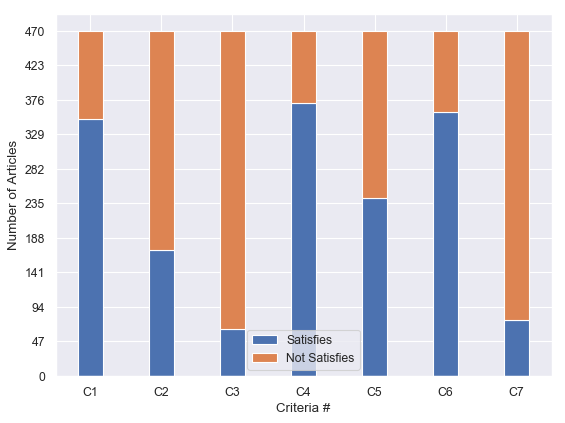 470
423
376
329
282
235
188
141
94
47
0
Number of Articles
Satisfies
Not Satisfies
C1 C2 C3 C4 C5 C6 C7
Criteria #